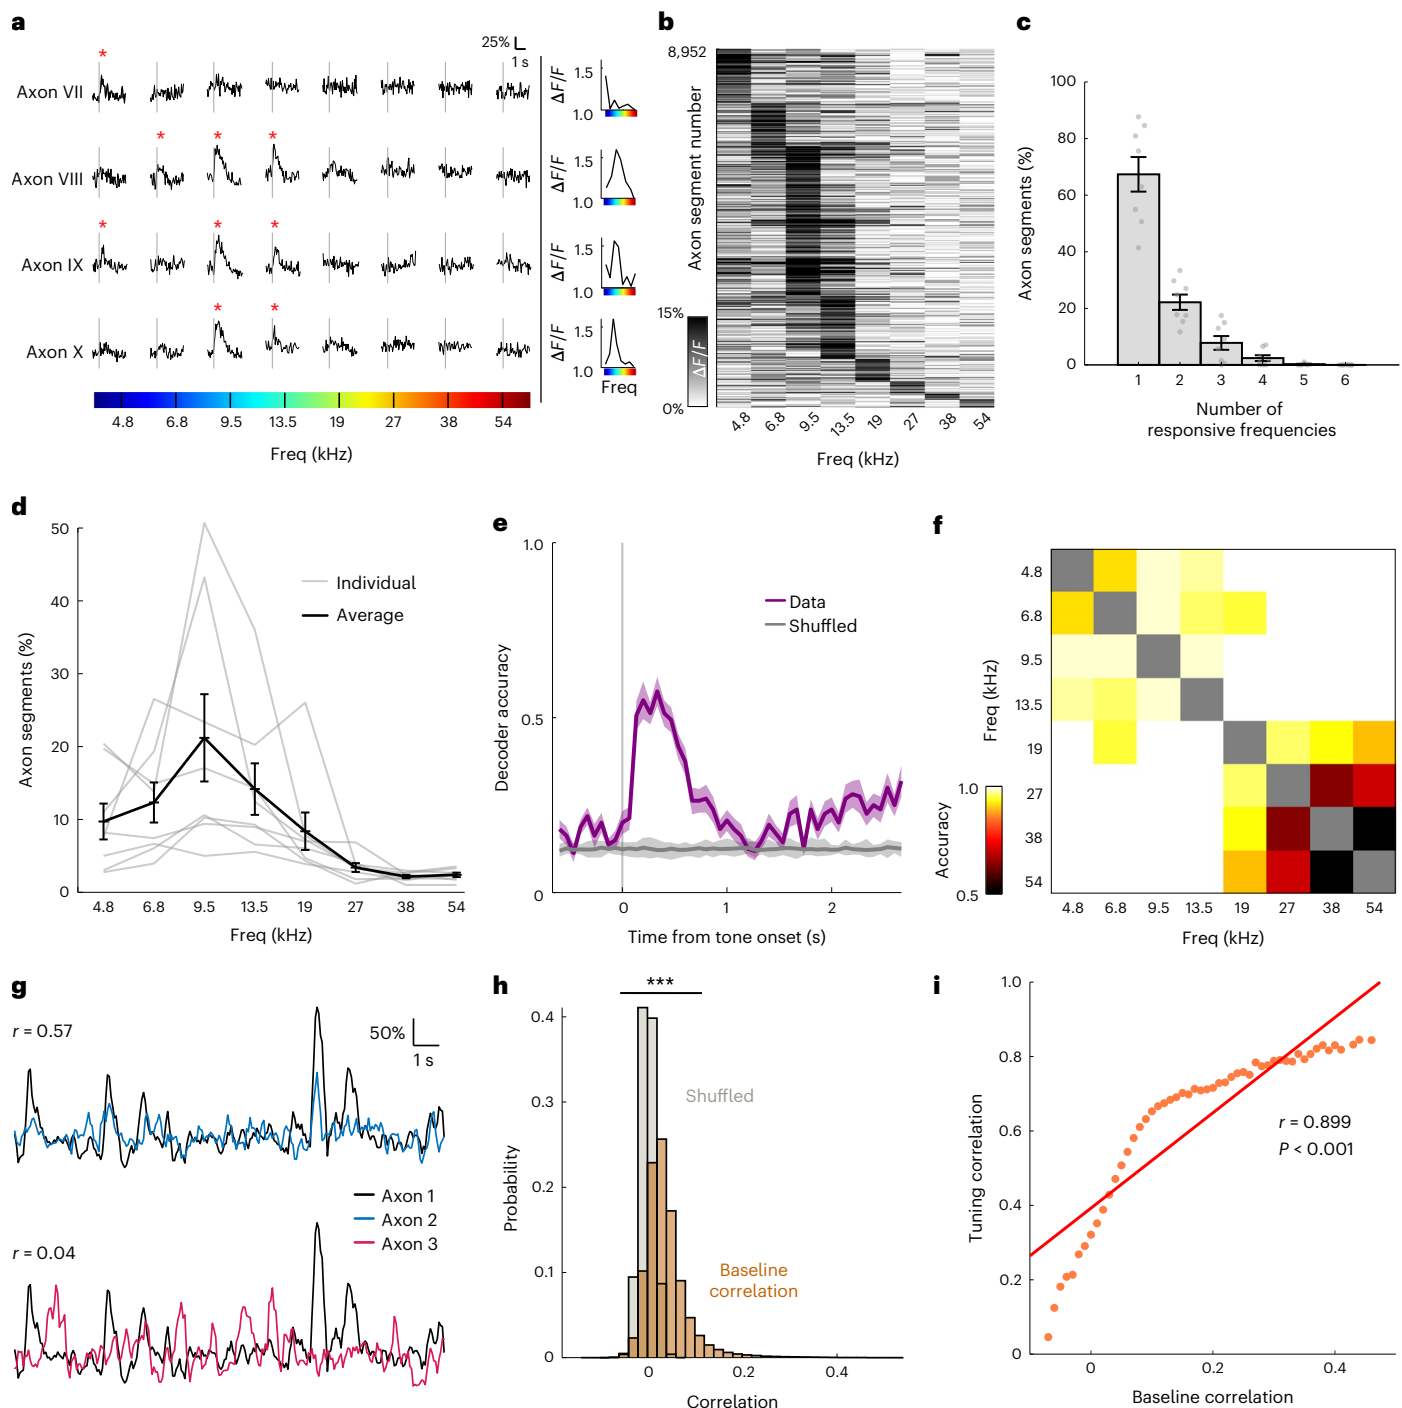 a
25%
1 s
Axon VII
*
ΔF/F
1.5
1.0
Axon VIII
* * *
ΔF/F
1.5
1.0
Axon IX
* * *
ΔF/F
1.5
1.0
Axon X
* *
ΔF/F
1.5
1.0
Freq
4.8 6.8 9.5 13.5 19 27 38 54
Freq (kHz)
b
8,952
Axon segment number
15%
ΔF/F
0%
4.8 6.8 9.5 13.5 19 27 38 54
Freq (kHz)
c
Axon segments (%)
100
80
60
40
20
0
1 2 3 4 5 6
Number of
responsive frequencies
d
Axon segments (%)
50
40
30
20
10
0
Individual
Average
4.8 6.8 9.5 13.5 19 27 38 54
Freq (kHz)
e
Decoder accuracy
1.0
0.5
0
Data
Shuffled
0 1 2
Time from tone onset (s)
f
Freq (kHz)
4.8
6.8
9.5
13.5
19
27
38
54
Accuracy
1.0
0.5
4.8 6.8 9.5 13.5 19 27 38 54
Freq (kHz)
g
r = 0.57
50%
1 s
Axon 1
Axon 2
Axon 3
r = 0.04
h
***
Probability
0.4
0.3
0.2
0.1
0
Shuffled
Baseline
correlation
0 0.2 0.4
Correlation
i
Tuning correlation
1.0
0.8
0.6
0.4
0.2
0
r = 0.899
P < 0.001
0 0.2 0.4
Baseline correlation